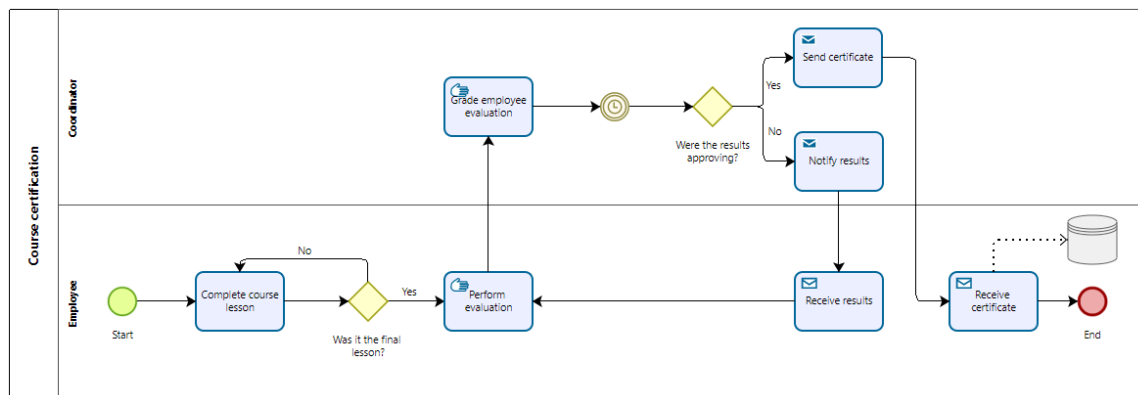 Course certification
Coordinator
Grade employee
evaluation
Were the results
approving?
Yes
No
Send certificate
Notify results
Employee
Start
Complete course
lesson
No
Was it the final
lesson?
Yes
Perform
evaluation
Receive results
Receive
certificate
End